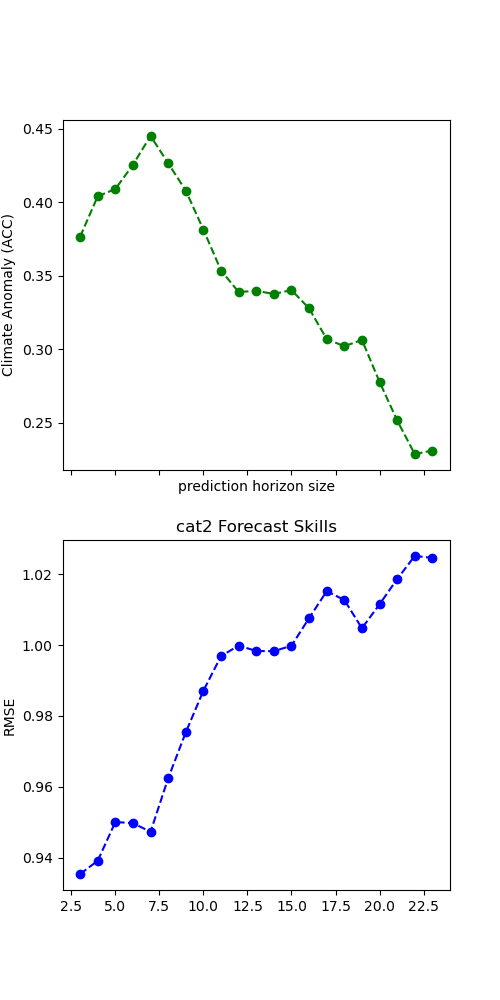 0.45
0.40
0.35
0.30
0.25
Climate Anomaly (ACC)
prediction horizon size
cat2 Forecast Skills
1.02
1.00
0.98
0.96
0.94
RMSE
2.5 5.0 7.5 10.0 12.5 15.0 17.5 20.0 22.5